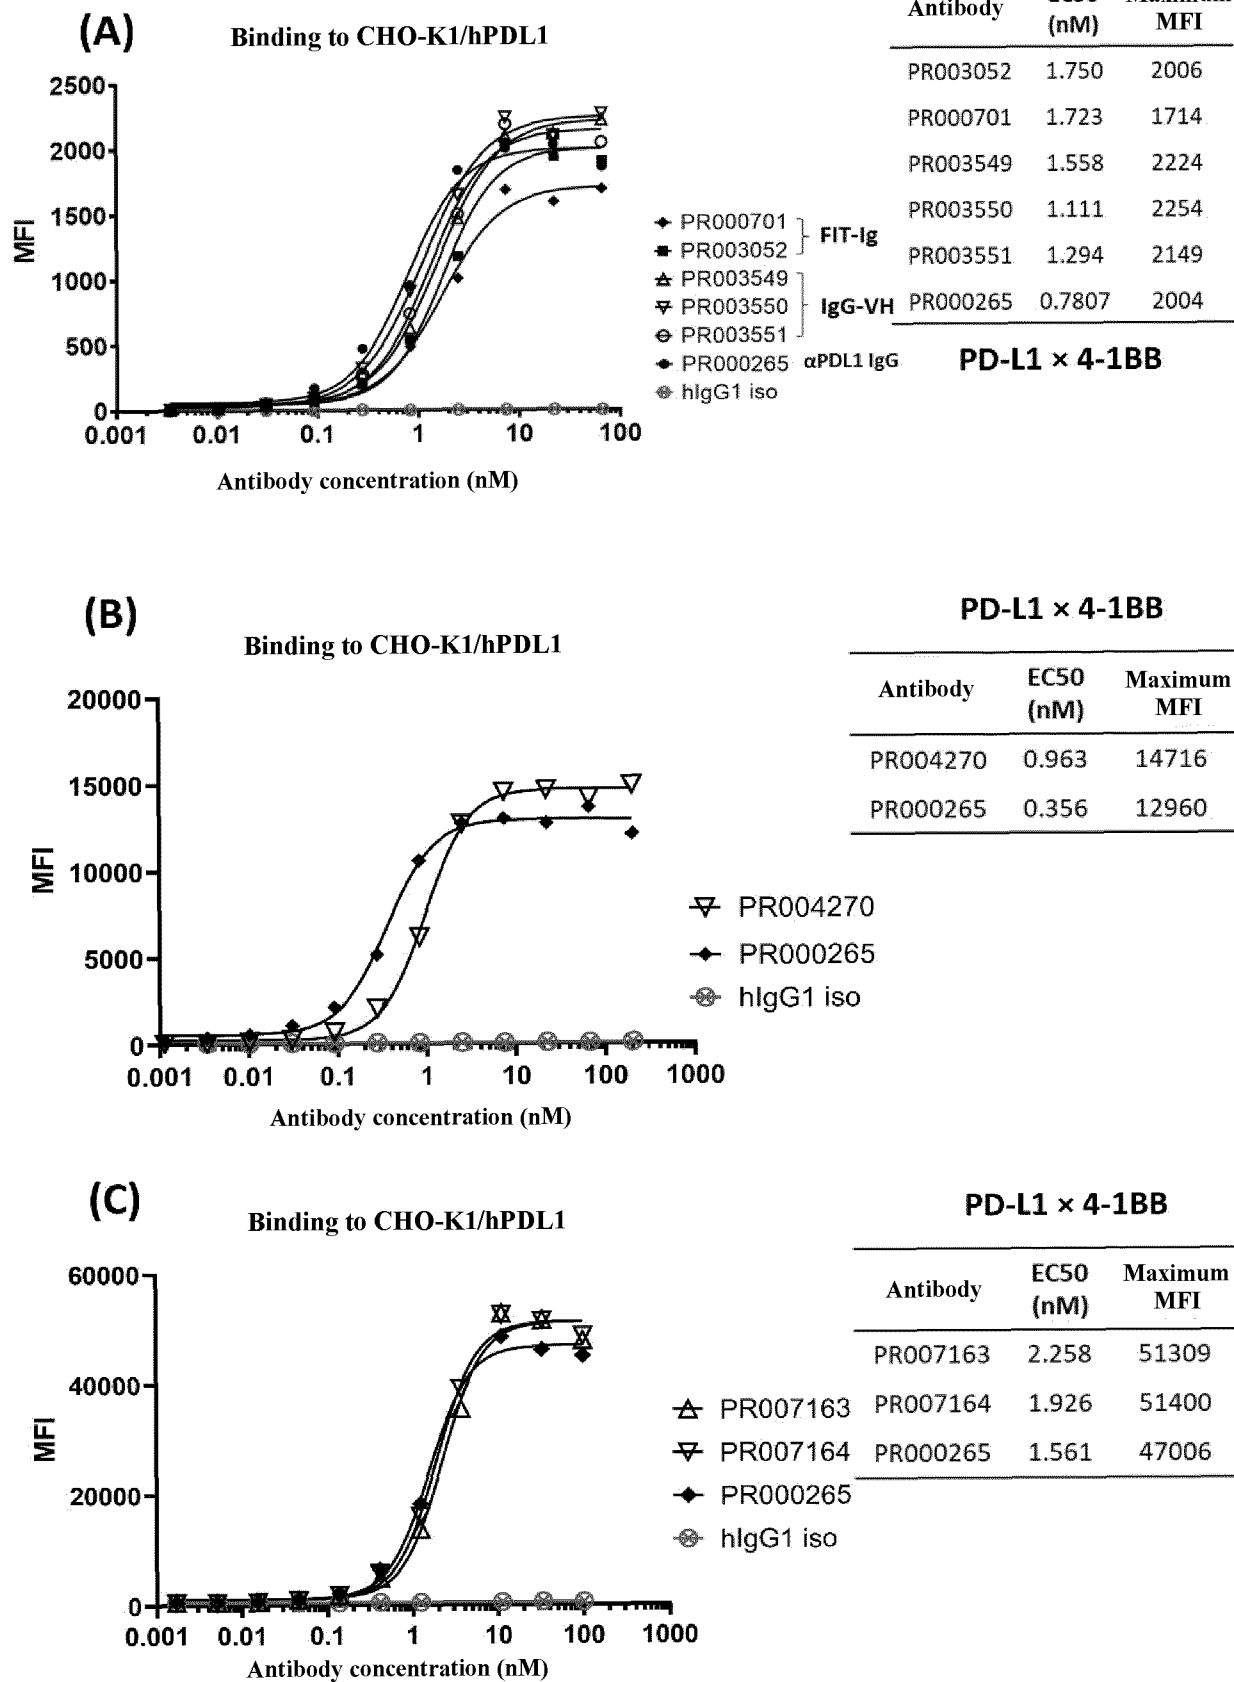 (A)
Binding to CHO-K1/hPDL1
Antibody
(nM)
MFI
PR003052 1.750 2006
PR000701 1.723 1714
PR003549 1.558 2224
PR003550 1.111 2254
PR003551 1.294 2149
PR000265 0.7807 2004
PD-L1 × 4-1BB
2500
2000
1500
1000
500
0
MFI
0.001 0.01 0.1 1 10 100
Antibody concentration (nM)
PR000701
PR003052
FIT-Ig
PR003549
PR003550
PR003551
IgG-VH
PR000265 αPDL1 IgG
hIgG1 iso
(B)
Binding to CHO-K1/hPDL1
20000
15000
10000
5000
0
MFI
0.001 0.01 0.1 1 10 100 1000
Antibody concentration (nM)
PR004270
PR000265
hIgG1 iso
PD-L1 × 4-1BB
Antibody EC50 (nM) Maximum MFI
PR004270 0.963 14716
PR000265 0.356 12960
(C)
Binding to CHO-K1/hPDL1
60000
40000
20000
0
MFI
0.001 0.01 0.1 1 10 100 1000
Antibody concentration (nM)
PR007163
PR007164
PR000265
hIgG1 iso
PD-L1 × 4-1BB
Antibody EC50 (nM) Maximum MFI
PR007163 2.258 51309
PR007164 1.926 51400
PR000265 1.561 47006